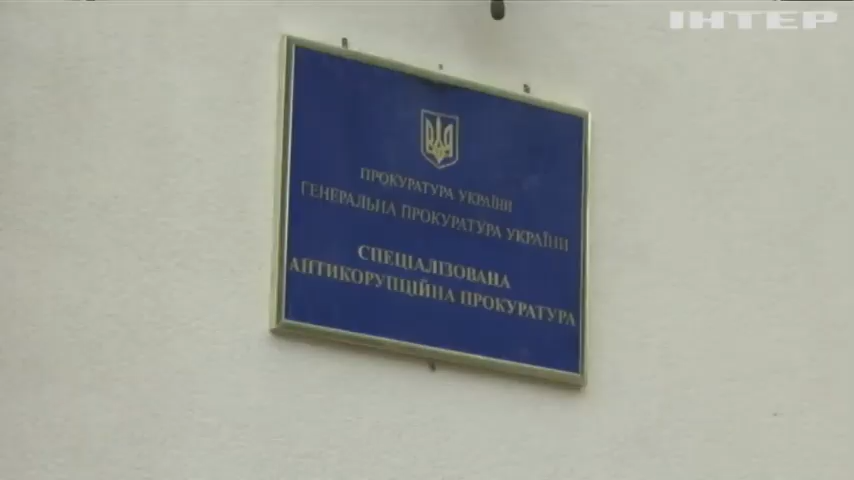 ІНТЕР
ПРОКУРАТУРА УКРАЇНИ
ГЕНЕРАЛЬНА ПРОКУРАТУРА УКРАЇНИ
СПЕЦІАЛІЗОВАНА
АНТИКОРУПЦІЙНА ПРОКУРАТУРА